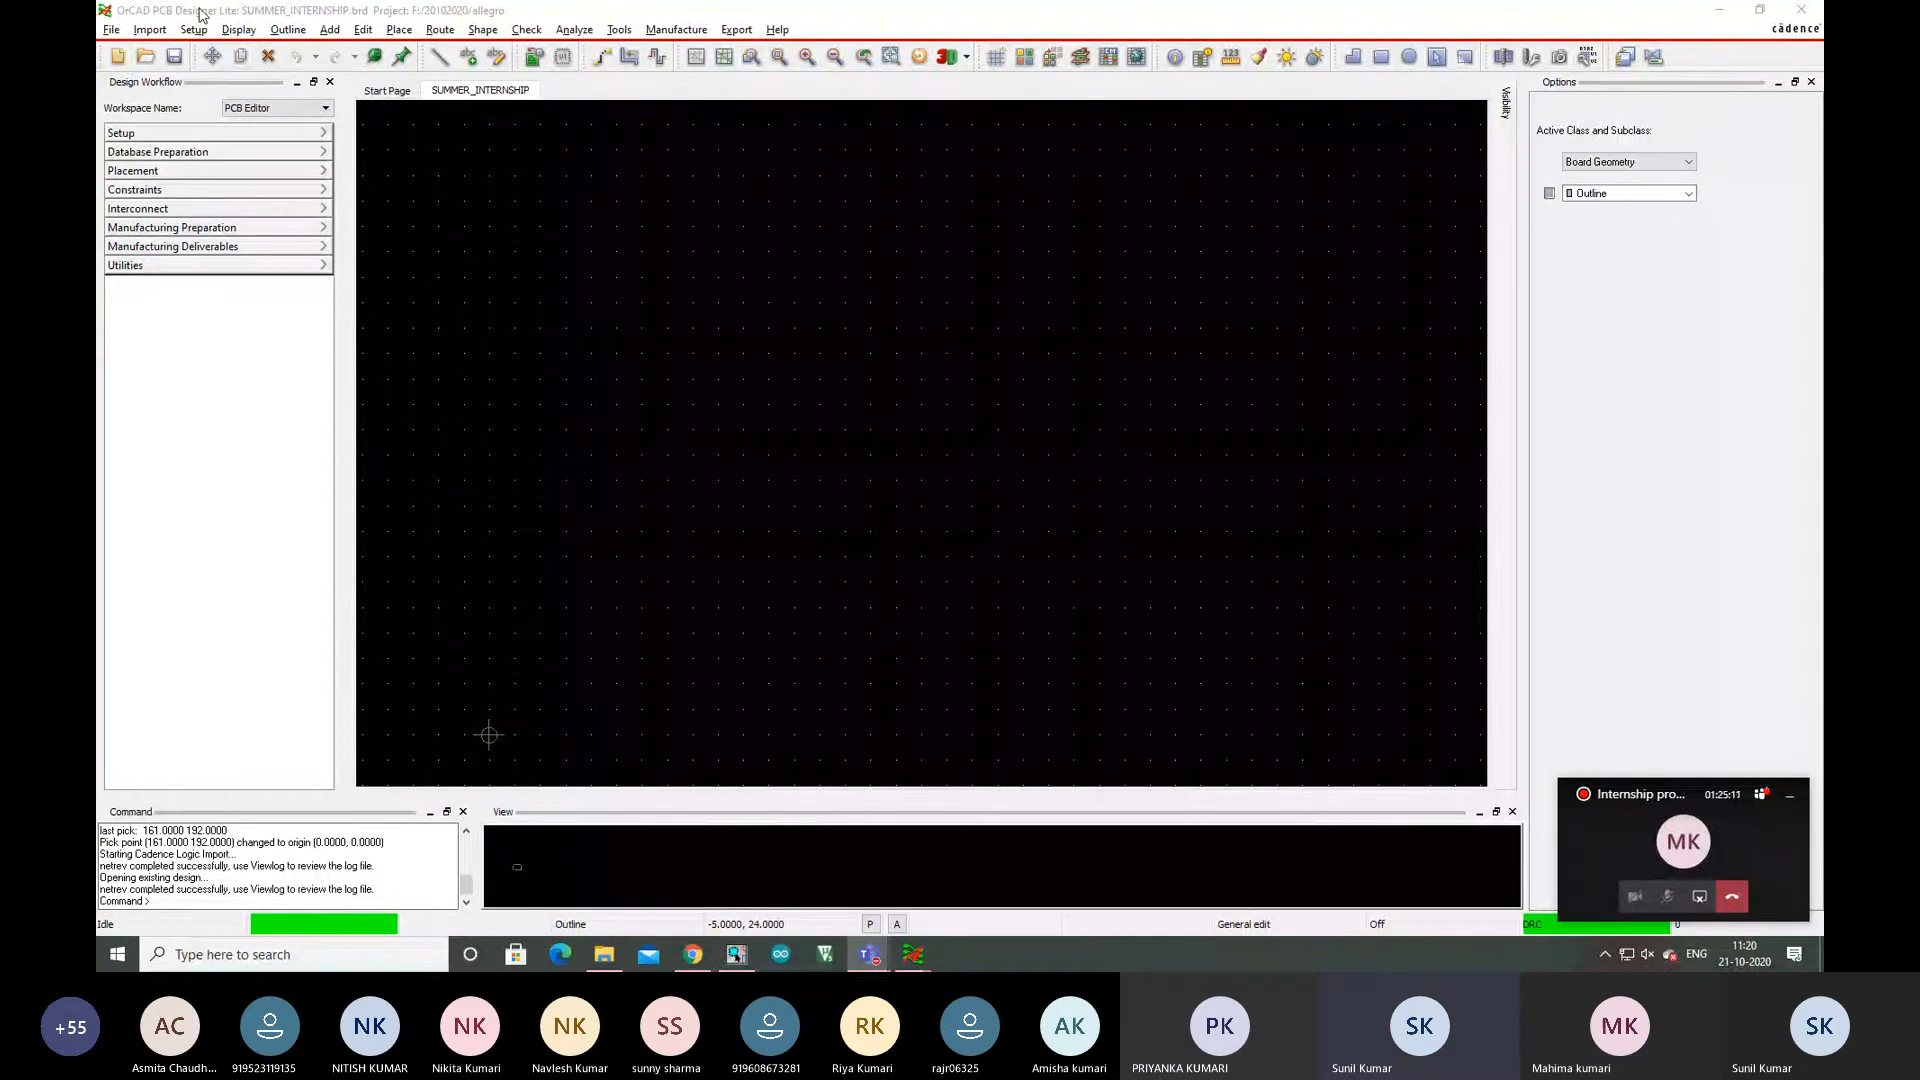 OrCAD PCB Designer Lite: SUMMER_INTERNSHIP.brd Project: F:/20102020/allegro
File Import Setup Display Outline Add Edit Place Route Shape Check Analyze Tools Manufacture Export Help
cādence
Design Workflow
Start Page SUMMER_INTERNSHIP
Visibility
Options
Workspace Name: PCB Editor
Setup
Database Preparation
Placement
Constraints
Interconnect
Manufacturing Preparation
Manufacturing Deliverables
Utilities
Active Class and Subclass:
Board Geometry
Outline
Command
last pick: 161.0000 192.0000
Pick point (161.0000 192.0000) changed to origin (0.0000, 0.0000)
Starting Cadence Logic Import...
netrev completed successfully, use Viewlog to review the log file.
Opening existing design...
netrev completed successfully, use Viewlog to review the log file.
Command >
View
Internship pro... 01:25:11
MK
Idle Outline -5.0000, 24.0000 P A General edit Off DRC 0
Type here to search
ENG
11:20
21-10-2020
+55
AC NK NK NK SS RK AK PK SK MK SK
Asmita Chaudh... 919523119135 NITISH KUMAR Nikita Kumari Navlesh Kumar sunny sharma 919608673281 Riya Kumari rajr06325 Amisha kumari PRIYANKA KUMARI Sunil Kumar Mahima kumari Sunil Kumar